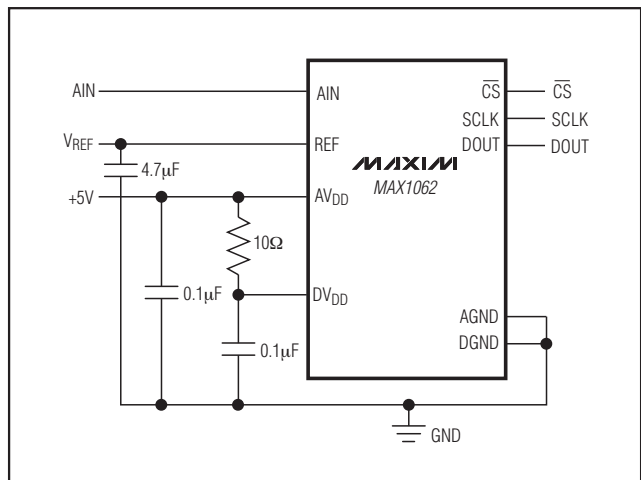 AIN
AIN
CS
CS
SCLK
SCLK
VREF
REF
DOUT
DOUT
MAXIM
MAX1062
4.7µF
+5V
AVDD
10Ω
0.1µF
DVDD
AGND
0.1µF
DGND
GND